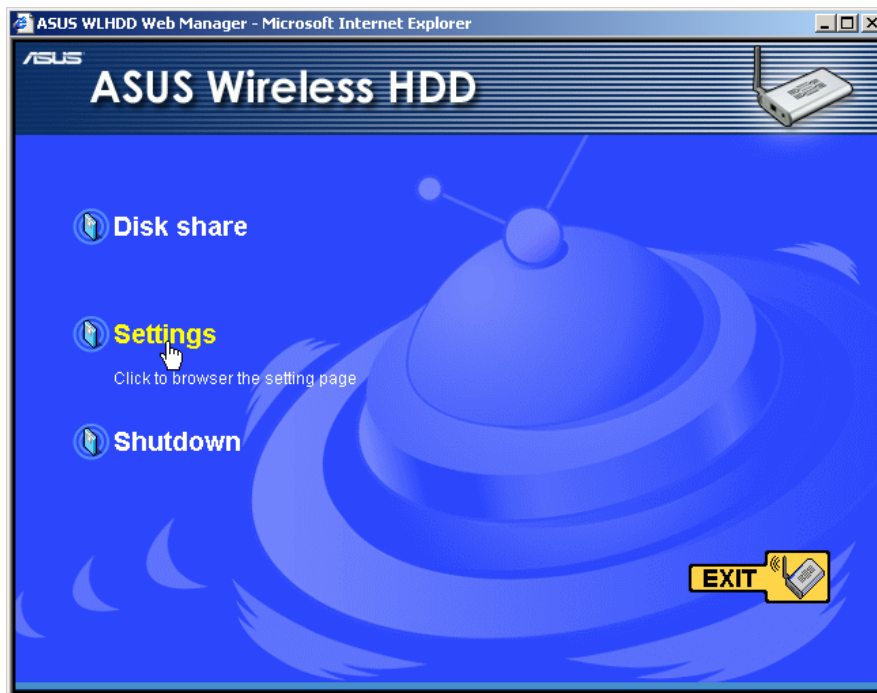 ASUS WLHDD Web Manager - Microsoft Internet Explorer
ASUS
ASUS Wireless HDD
Disk share
Settings
Click to browser the setting page
Shutdown
EXIT